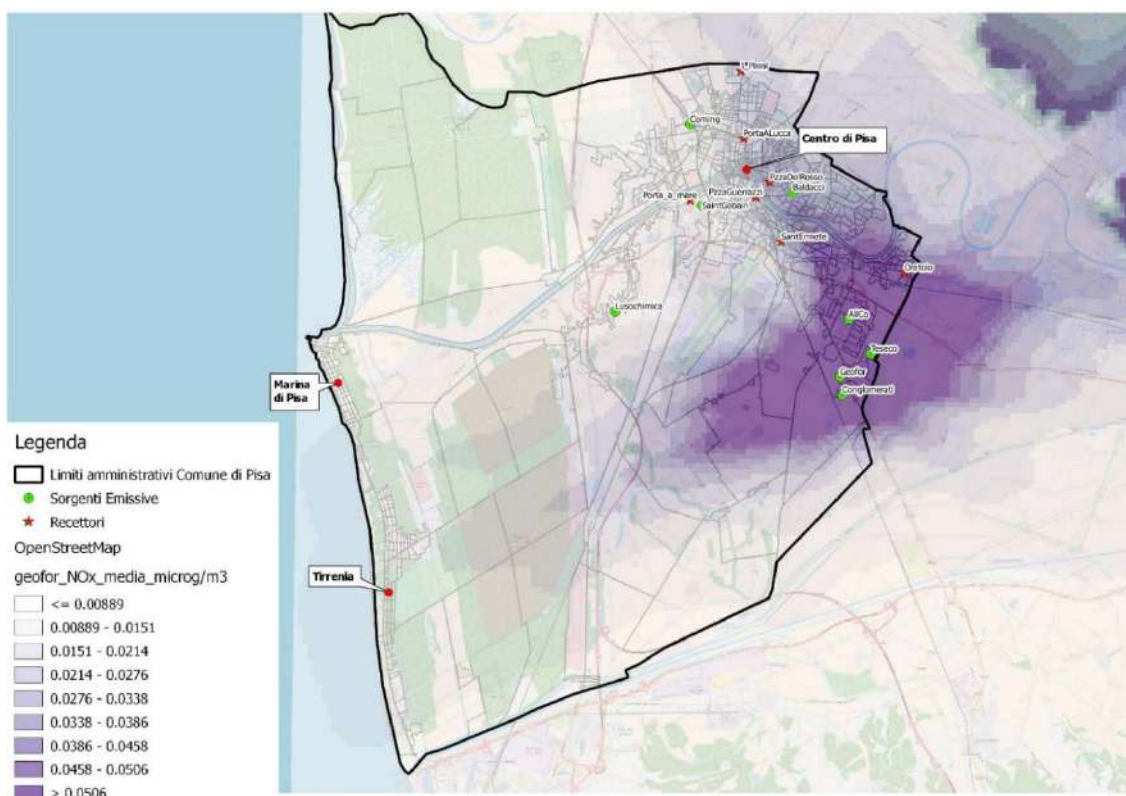 I Passi
Corning
PortaALucca
Centro di Pisa
PzzaDelRosso
Baldacci
Porta_a_mare
PzzaGuerrazzi
SaintGobain
SantErmete
Oratoio
Lusochimica
AllCo
Teseco
Geofor
Conglomerati
Marina
di Pisa
Tirrenia
Legenda
Limiti amministrativi Comune di Pisa
Sorgenti Emissive
Recettori
OpenStreetMap
geofor_NOx_media_microg/m3
<= 0.00889
0.00889 - 0.0151
0.0151 - 0.0214
0.0214 - 0.0276
0.0276 - 0.0338
0.0338 - 0.0386
0.0386 - 0.0458
0.0458 - 0.0506
> 0.0506